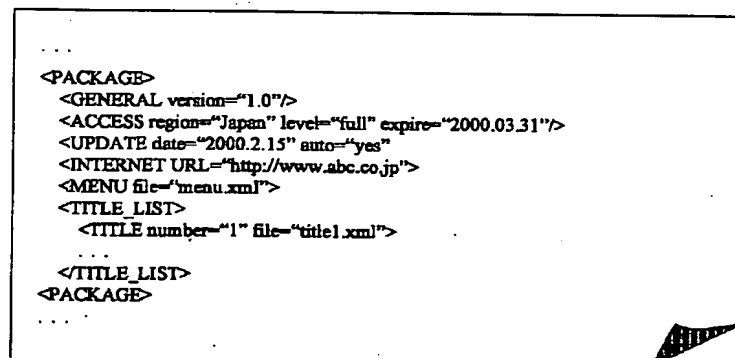 . . .
<PACKAGE>
<GENERAL version="1.0"/>
<ACCESS region="Japan" level="full" expire="2000.03.31"/>
<UPDATE date="2000.2.15" auto="yes"
<INTERNET URL="http://www.abc.co.jp">
<MENU file="menu.xml">
<TITLE_LIST>
<TITLE number="1" file="title1.xml">
. . .
</TITLE_LIST>
<PACKAGE>
. . .